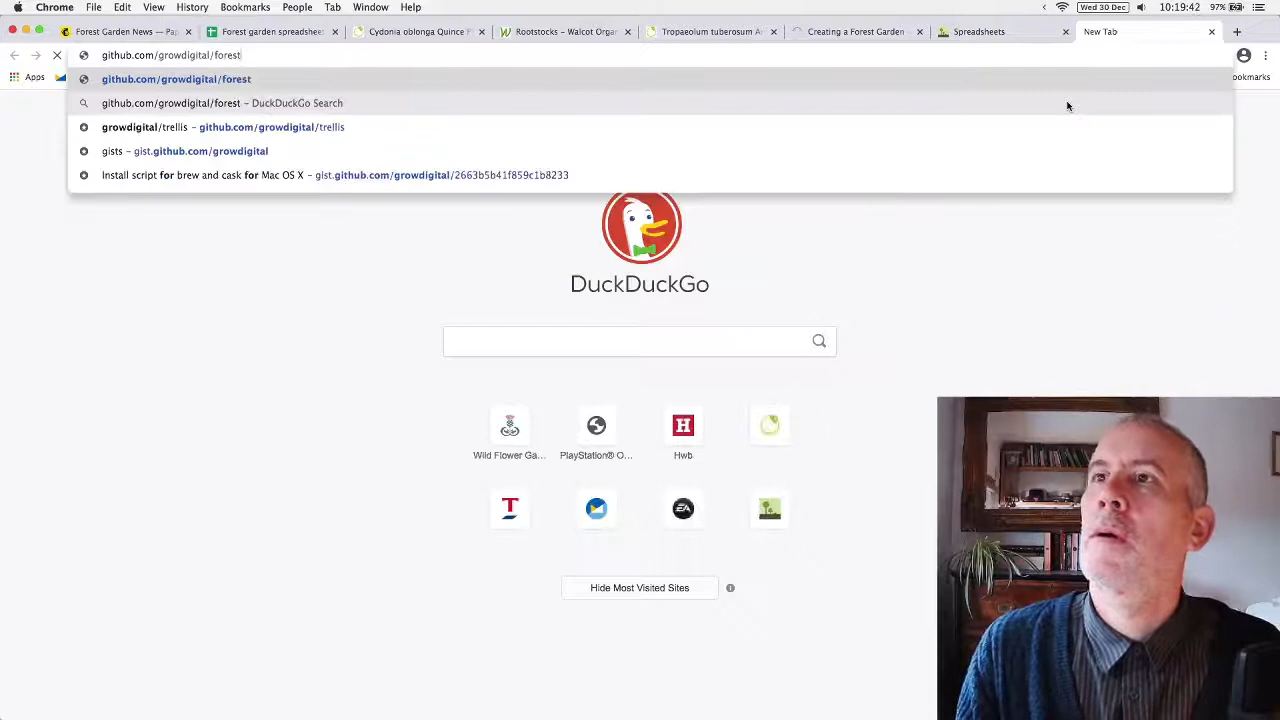 Chrome File Edit View History Bookmarks People Tab Window Help Wed 30 Dec 10:19:42 97%
Forest Garden News — Pa Forest garden spreadshee Cydonia oblonga Quince P Rootstocks – Walcot Organ Tropaeolum tuberosum A Creating a Forest Garden Spreadsheets New Tab
github.com/growdigital/forest
Apps ookmarks
github.com/growdigital/forest
github.com/growdigital/forest – DuckDuckGo Search
growdigital/trellis – github.com/growdigital/trellis
gists – gist.github.com/growdigital
Install script for brew and cask for Mac OS X – gist.github.com/growdigital/2663b5b41f859c1b8233
DuckDuckGo
Wild Flower Ga... PlayStation® O... Hwb
H
T
EA
Hide Most Visited Sites